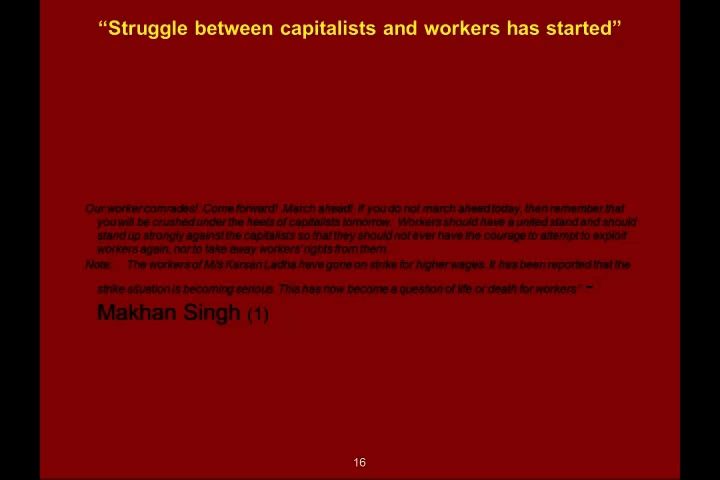 “Struggle between capitalists and workers has started”
Our worker comrades! Come forward! March ahead! If you do not march ahead today, then remember that
you will be crushed under the heels of capitalists tomorrow. Workers should have a united stand and should
stand up strongly against the capitalists so that they should not ever have the courage to attempt to exploit
workers again, nor to take away workers’ rights from them.
Note: The workers of M/s Karsan Ladha have gone on strike for higher wages. It has been reported that the
strike situation is becoming serious. This has now become a question of life or death for workers” –
Makhan Singh (1)
16